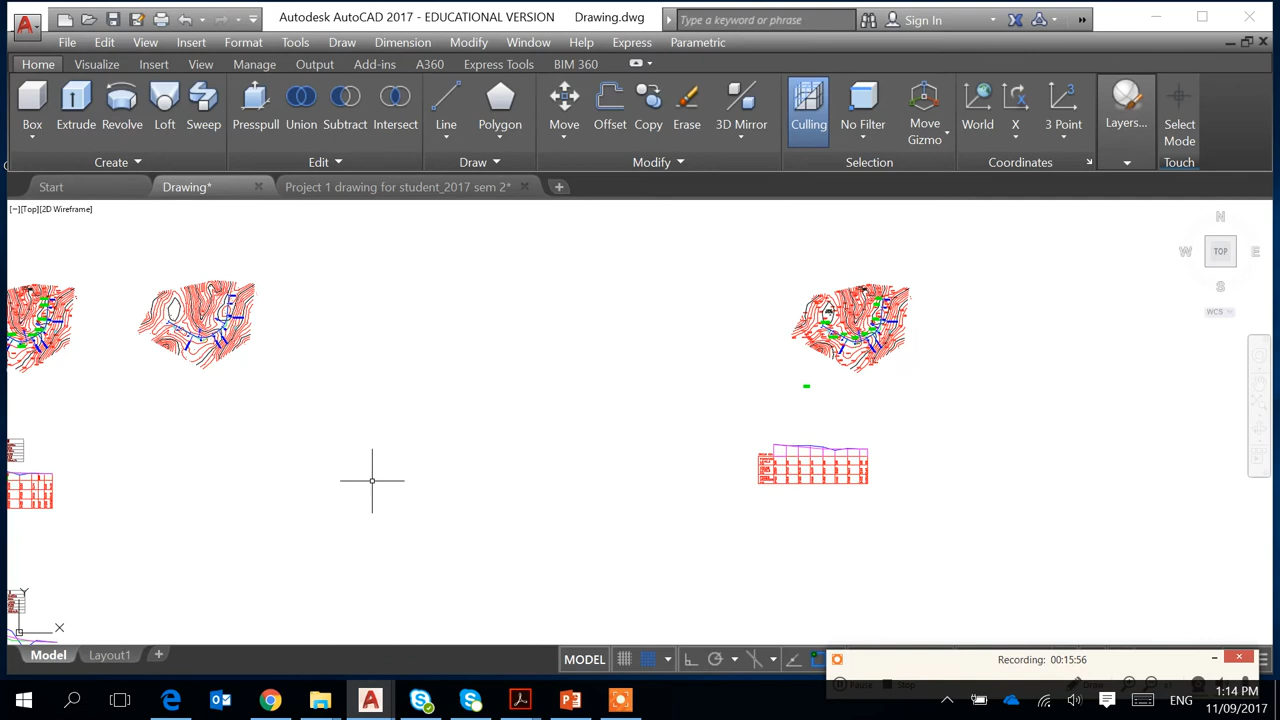 Autodesk AutoCAD 2017 - EDUCATIONAL VERSION Drawing.dwg Type a keyword or phrase Sign In
File Edit View Insert Format Tools Draw Dimension Modify Window Help Express Parametric
Home Visualize Insert View Manage Output Add-ins A360 Express Tools BIM 360
Box Extrude Revolve Loft Sweep Presspull Union Subtract Intersect Line Polygon Move Offset Copy Erase 3D Mirror Culling No Filter Move Gizmo World X 3 Point Layers... Select Mode
Create Edit Draw Modify Selection Coordinates Touch
Start Drawing* Project 1 drawing for student_2017 sem 2*
[−][Top][2D Wireframe]
N
W TOP E
S
WCS
Y
X
Model Layout1 MODEL
Recording: 00:15:56
Pause Stop Draw x1
ENG 1:14 PM
11/09/2017